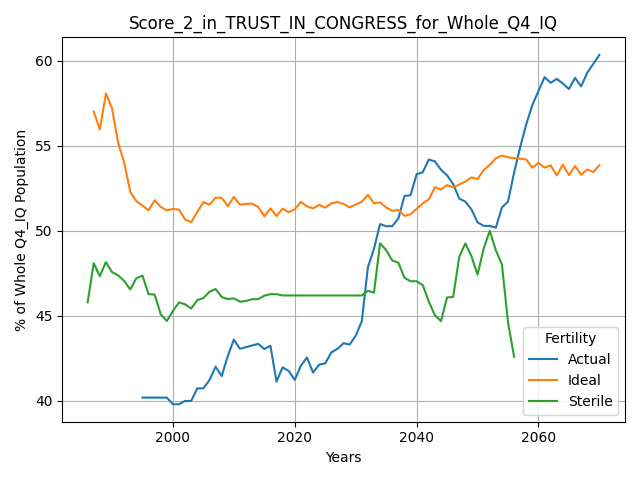 Score_2_in_TRUST_IN_CONGRESS_for_Whole_Q4_IQ
% of Whole Q4_IQ Population
60
55
50
45
40
2000
2020
2040
2060
Years
Fertility
Actual
Ideal
Sterile